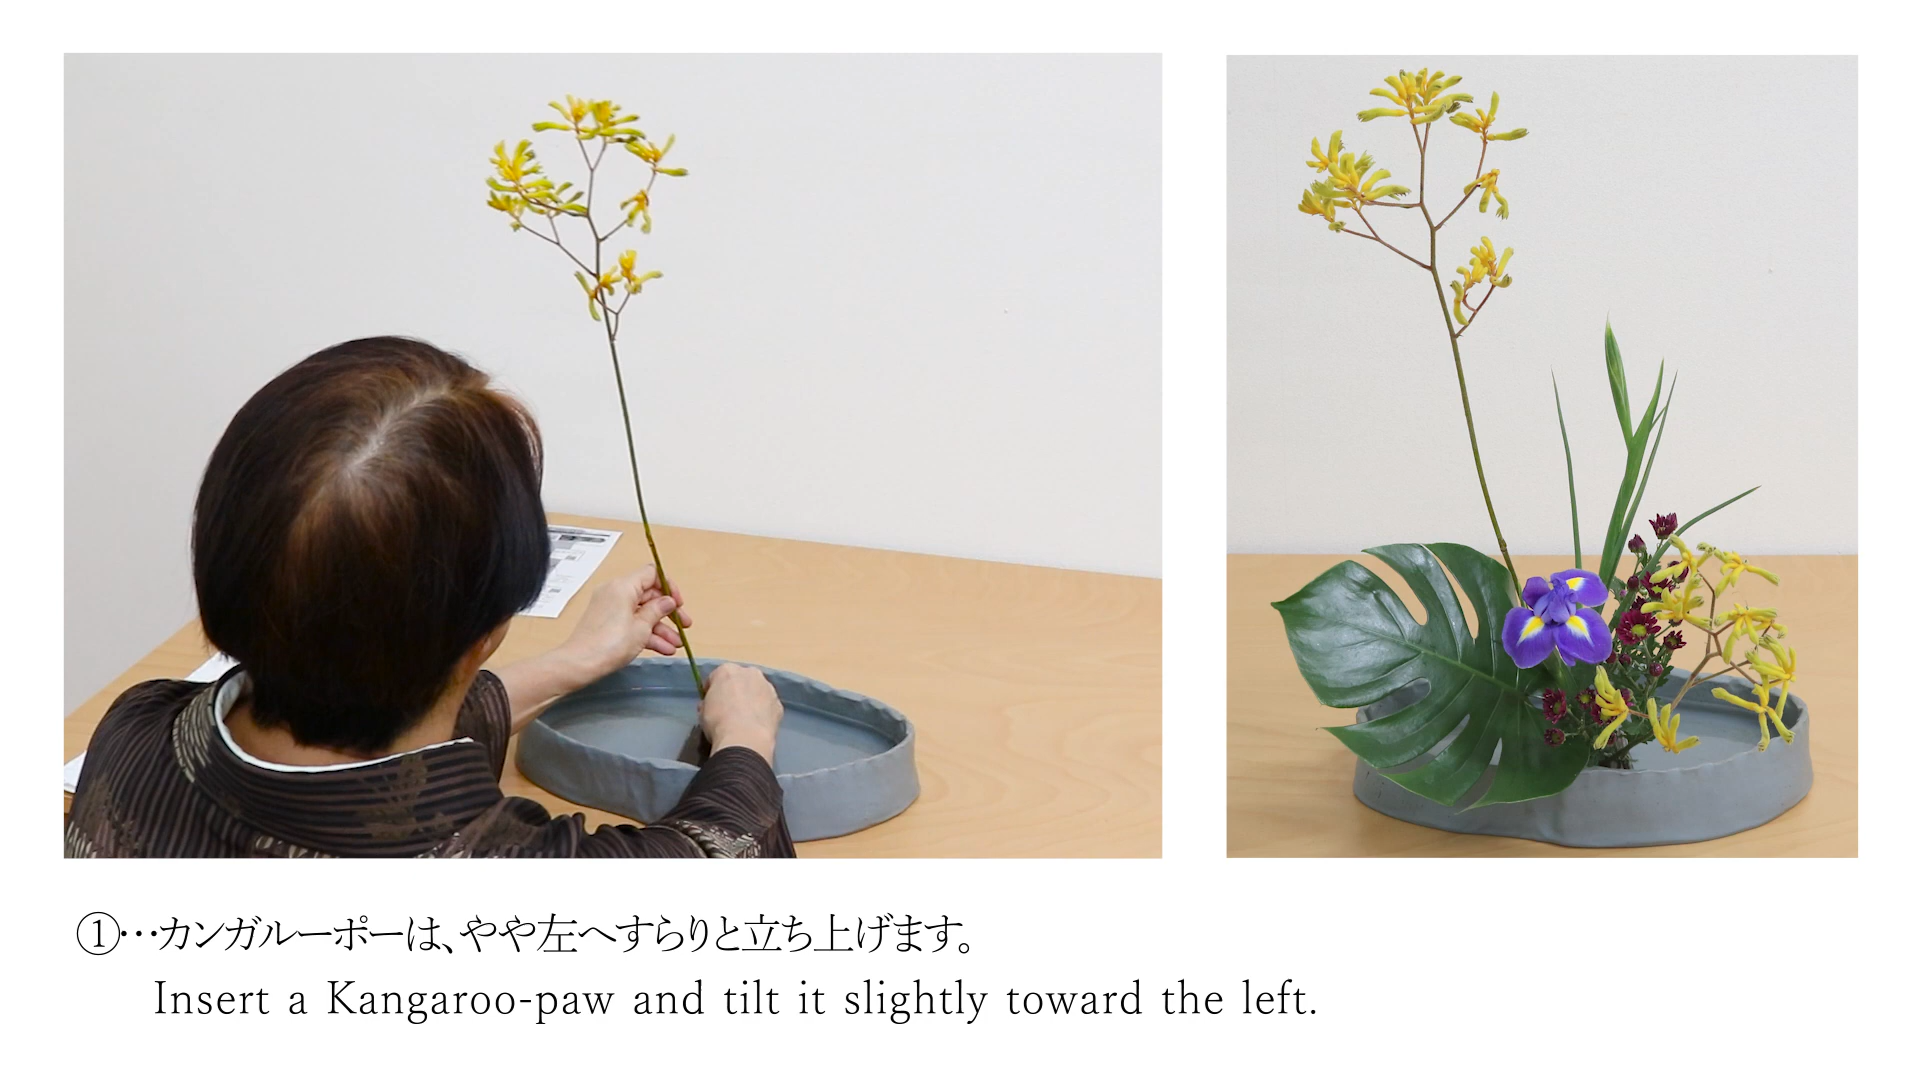 ①…カンガルーポーは、やや左へすらりと立ち上げます。
Insert a Kangaroo-paw and tilt it slightly toward the left.